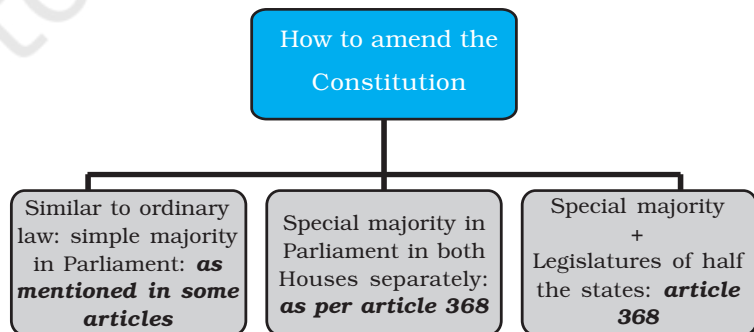 How to amend the
Constitution
Similar to ordinary
law: simple majority
in Parliament: as
mentioned in some
articles
Special majority in
Parliament in both
Houses separately:
as per article 368
Special majority
+
Legislatures of half
the states: article
368